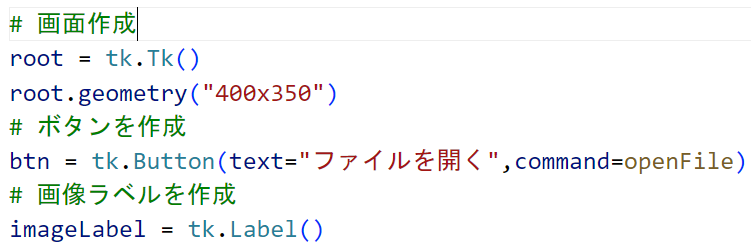 # 画面作成
root = tk.Tk()
root.geometry("400x350")
# ボタンを作成
btn = tk.Button(text="ファイルを開く",command=openFile)
# 画像ラベルを作成
imageLabel = tk.Label()